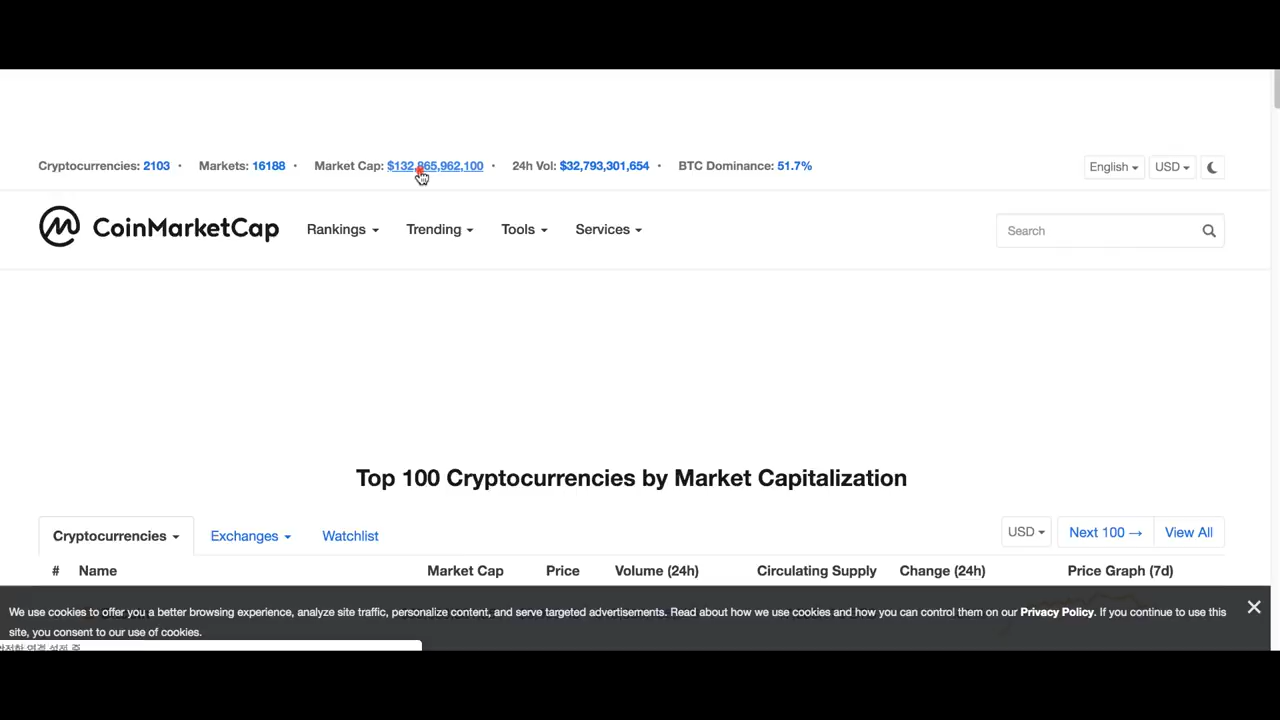 Cryptocurrencies: 2103 • Markets: 16188 • Market Cap: $132,865,962,100 • 24h Vol: $32,793,301,654 • BTC Dominance: 51.7% English USD
CoinMarketCap Rankings Trending Tools Services Search
Top 100 Cryptocurrencies by Market Capitalization
Cryptocurrencies Exchanges Watchlist USD Next 100 → View All
# Name Market Cap Price Volume (24h) Circulating Supply Change (24h) Price Graph (7d)
We use cookies to offer you a better browsing experience, analyze site traffic, personalize content, and serve targeted advertisements. Read about how we use cookies and how you can control them on our Privacy Policy. If you continue to use this
site, you consent to our use of cookies.